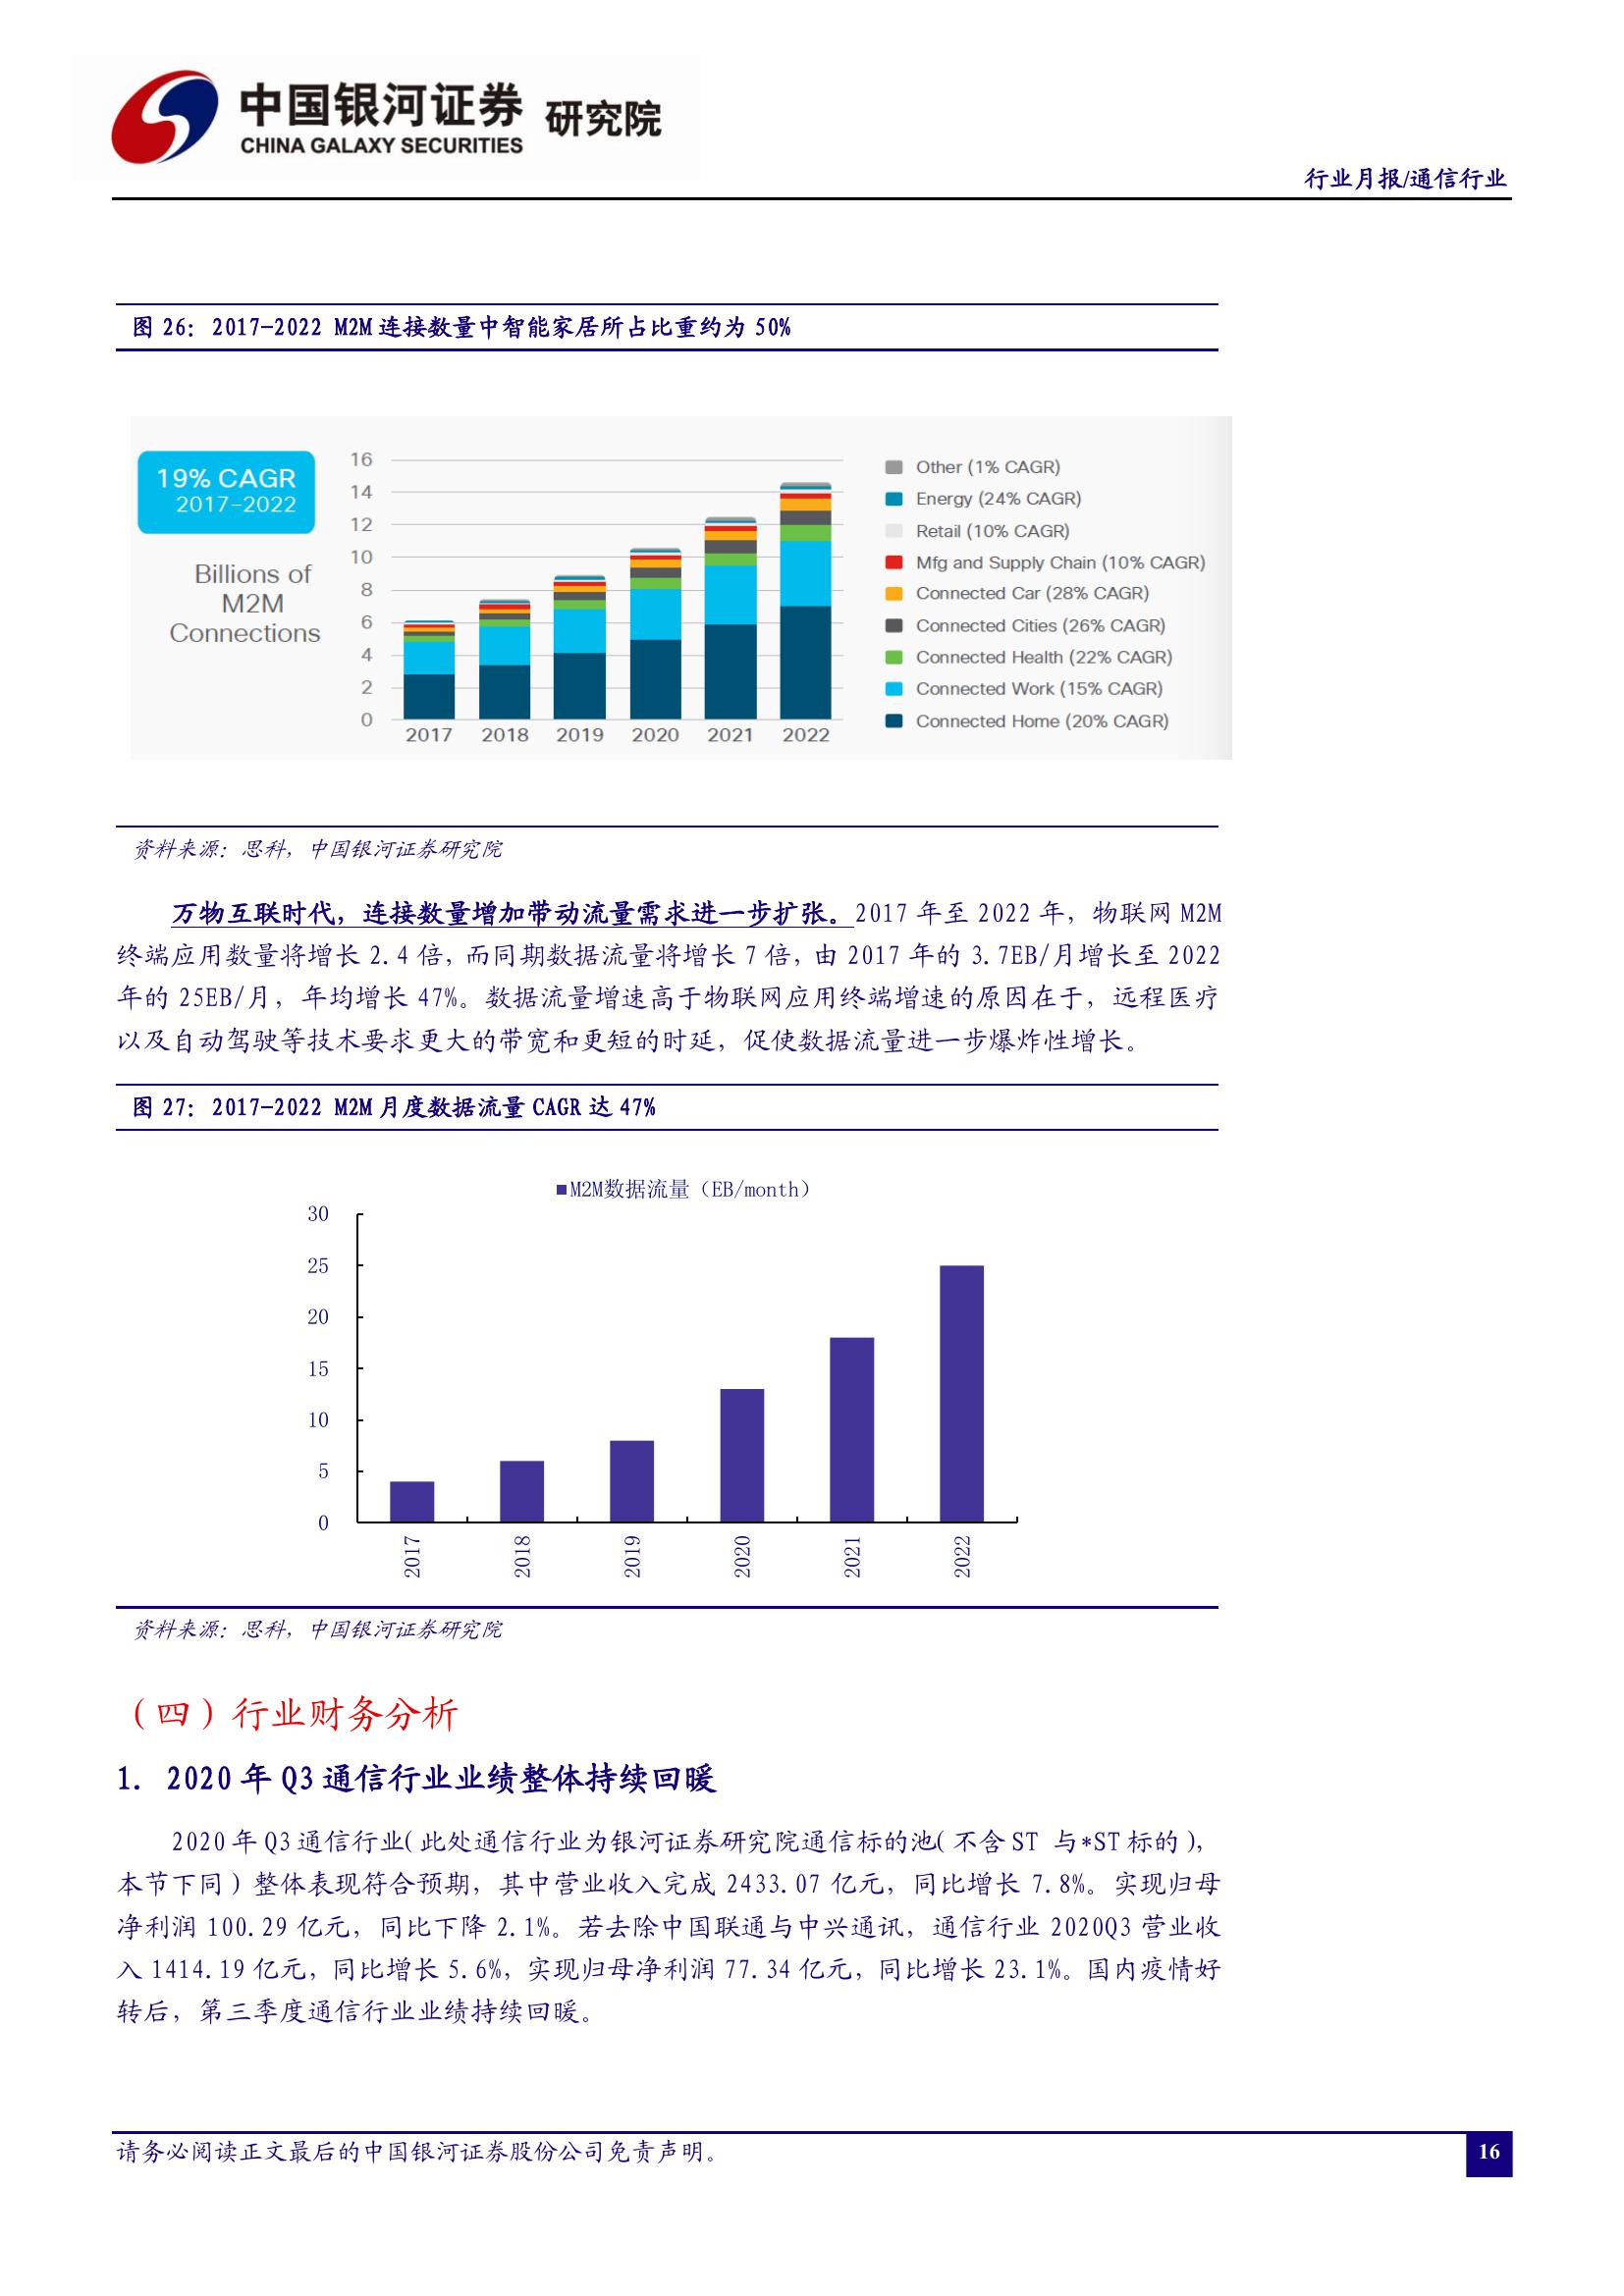 中国银河证券 研究院
CHINA GALAXY SECURITIES
行业月报/通信行业
图 26: 2017-2022 M2M 连接数量中智能家居所占比重约为 50%
19% CAGR
2017-2022
Billions of
M2M
Connections
16
14
12
10
8
6
4
2
0
2017 2018 2019 2020 2021 2022
Other (1% CAGR)
Energy (24% CAGR)
Retail (10% CAGR)
Mfg and Supply Chain (10% CAGR)
Connected Car (28% CAGR)
Connected Cities (26% CAGR)
Connected Health (22% CAGR)
Connected Work (15% CAGR)
Connected Home (20% CAGR)
资料来源：思科，中国银河证券研究院
万物互联时代，连接数量增加带动流量需求进一步扩张。2017 年至 2022 年，物联网 M2M
终端应用数量将增长 2.4 倍，而同期数据流量将增长 7 倍，由 2017 年的 3.7EB/月增长至 2022
年的 25EB/月，年均增长 47%。数据流量增速高于物联网应用终端增速的原因在于，远程医疗
以及自动驾驶等技术要求更大的带宽和更短的时延，促使数据流量进一步爆炸性增长。
图 27: 2017-2022 M2M 月度数据流量 CAGR 达 47%
M2M数据流量（EB/month）
30
25
20
15
10
5
0
2017 2018 2019 2020 2021 2022
资料来源：思科，中国银河证券研究院
（四）行业财务分析
1. 2020 年 Q3 通信行业业绩整体持续回暖
2020 年 Q3 通信行业（此处通信行业为银河证券研究院通信标的池（不含 ST 与*ST 标的），
本节下同）整体表现符合预期，其中营业收入完成 2433.07 亿元，同比增长 7.8%。实现归母
净利润 100.29 亿元，同比下降 2.1%。若去除中国联通与中兴通讯，通信行业 2020Q3 营业收
入 1414.19 亿元，同比增长 5.6%，实现归母净利润 77.34 亿元，同比增长 23.1%。国内疫情好
转后，第三季度通信行业业绩持续回暖。
请务必阅读正文最后的中国银河证券股份公司免责声明。
16